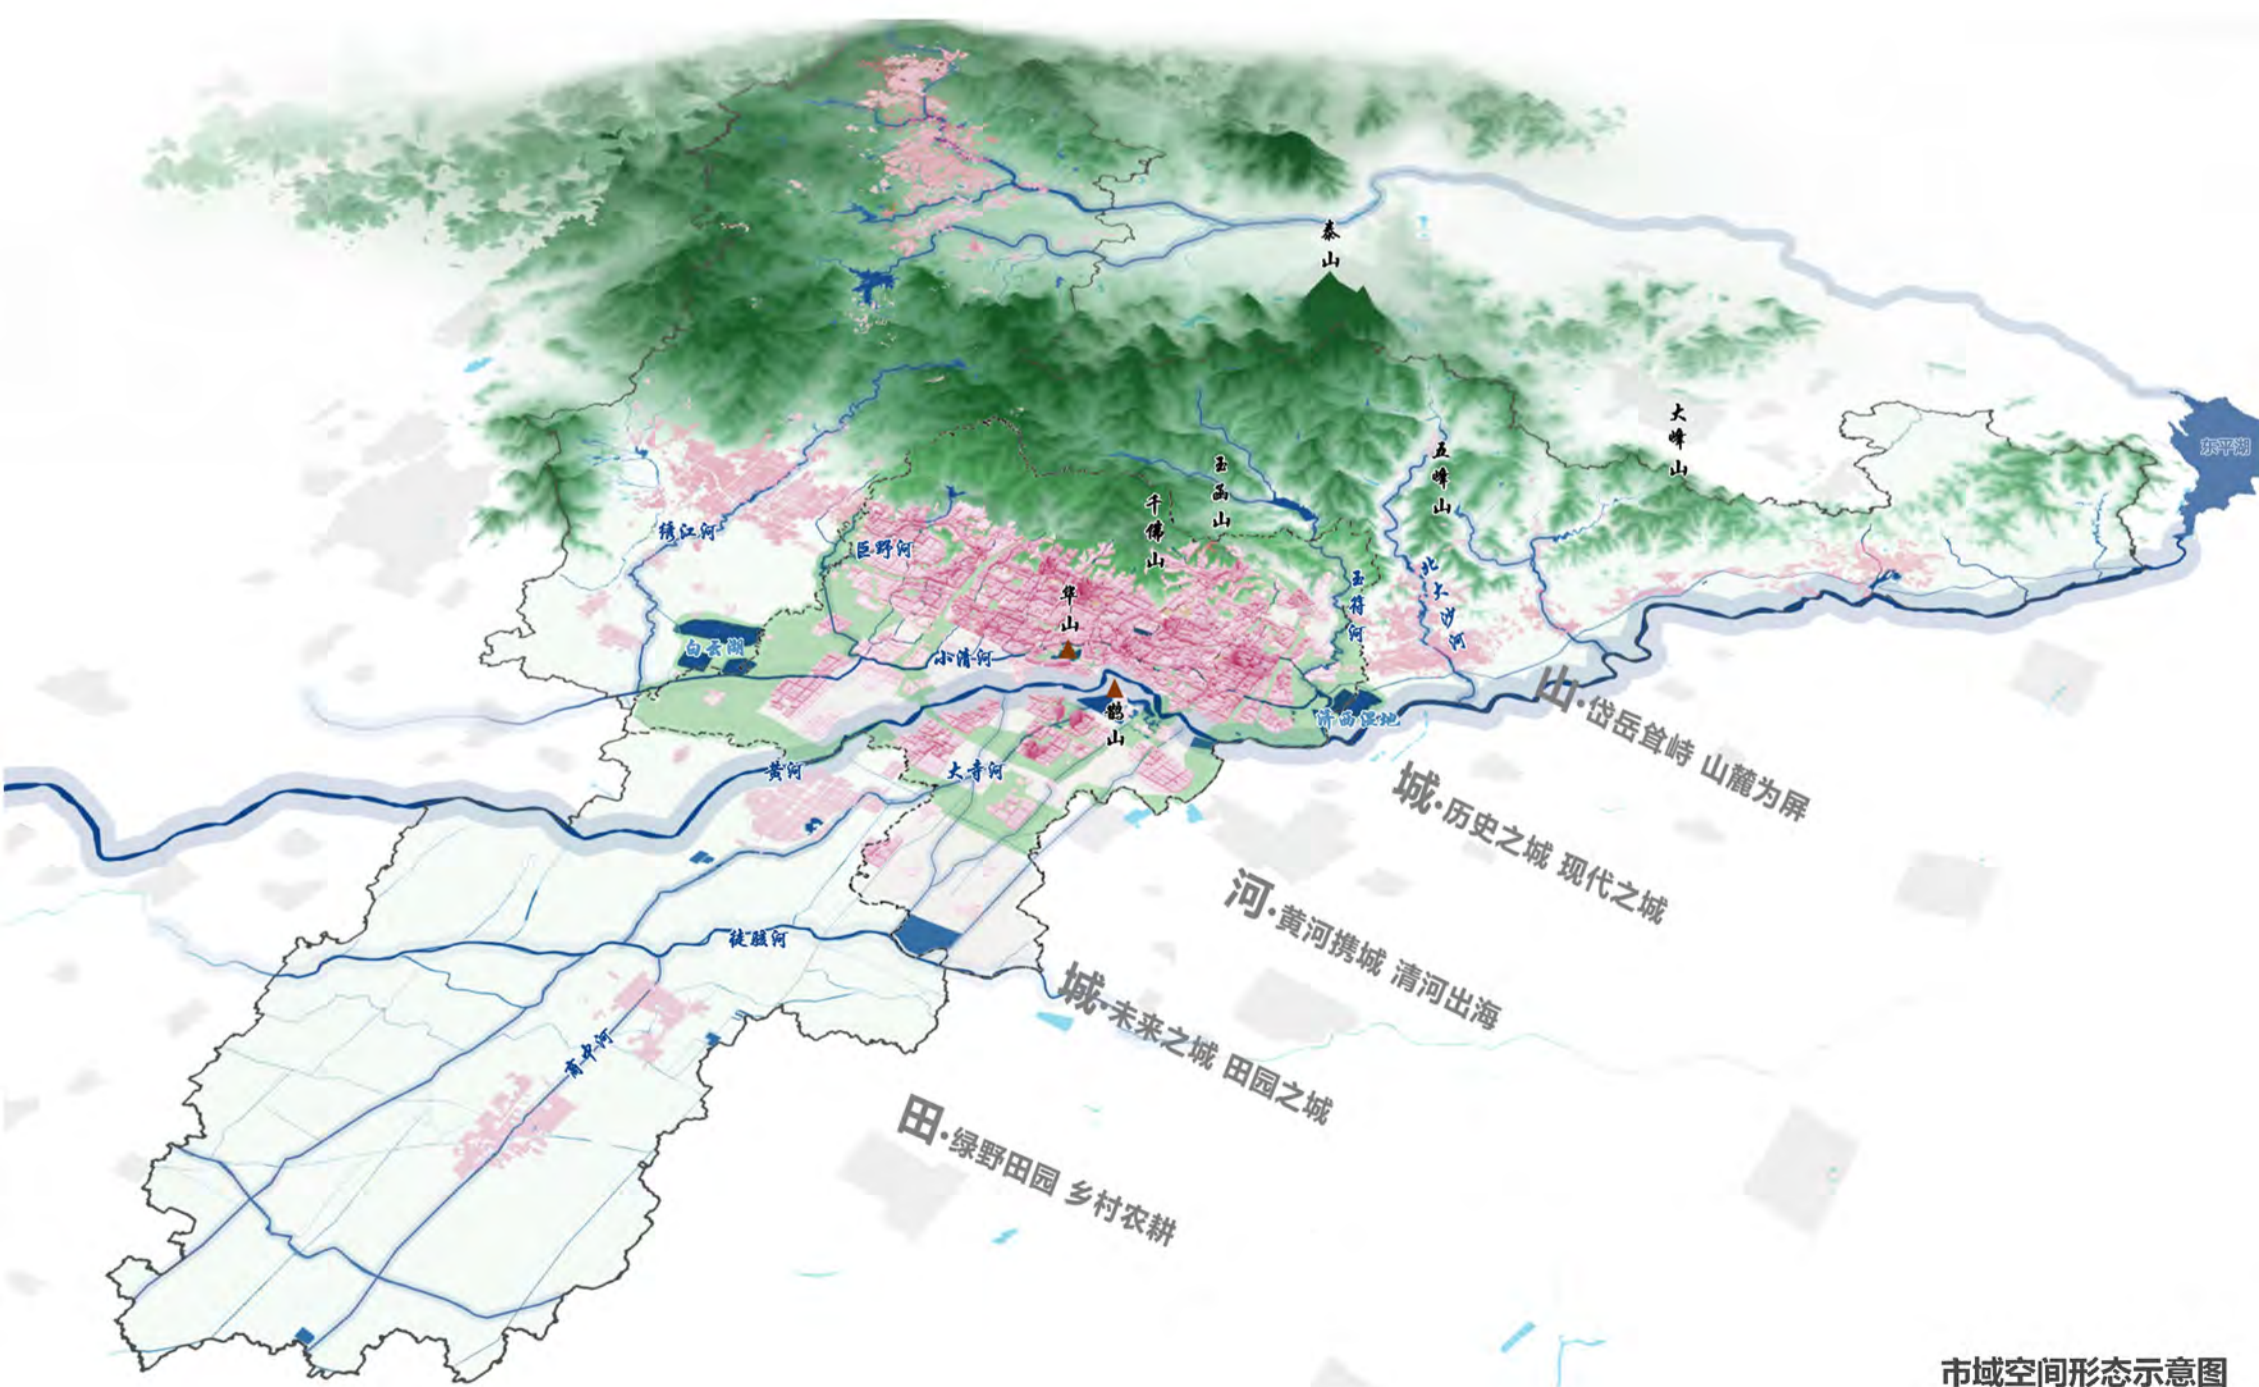 泰山
东平湖
大峰山
五峰山
玉函山
千佛山
绣江河
巨野河
华山
玉符河
北大沙河
白云湖
小清河
鹊山
济西湿地
黄河
大寺河
徒骇河
商中河
山·岱岳耸峙 山麓为屏
城·历史之城 现代之城
河·黄河携城 清河出海
城·未来之城 田园之城
田·绿野田园 乡村农耕
市域空间形态示意图